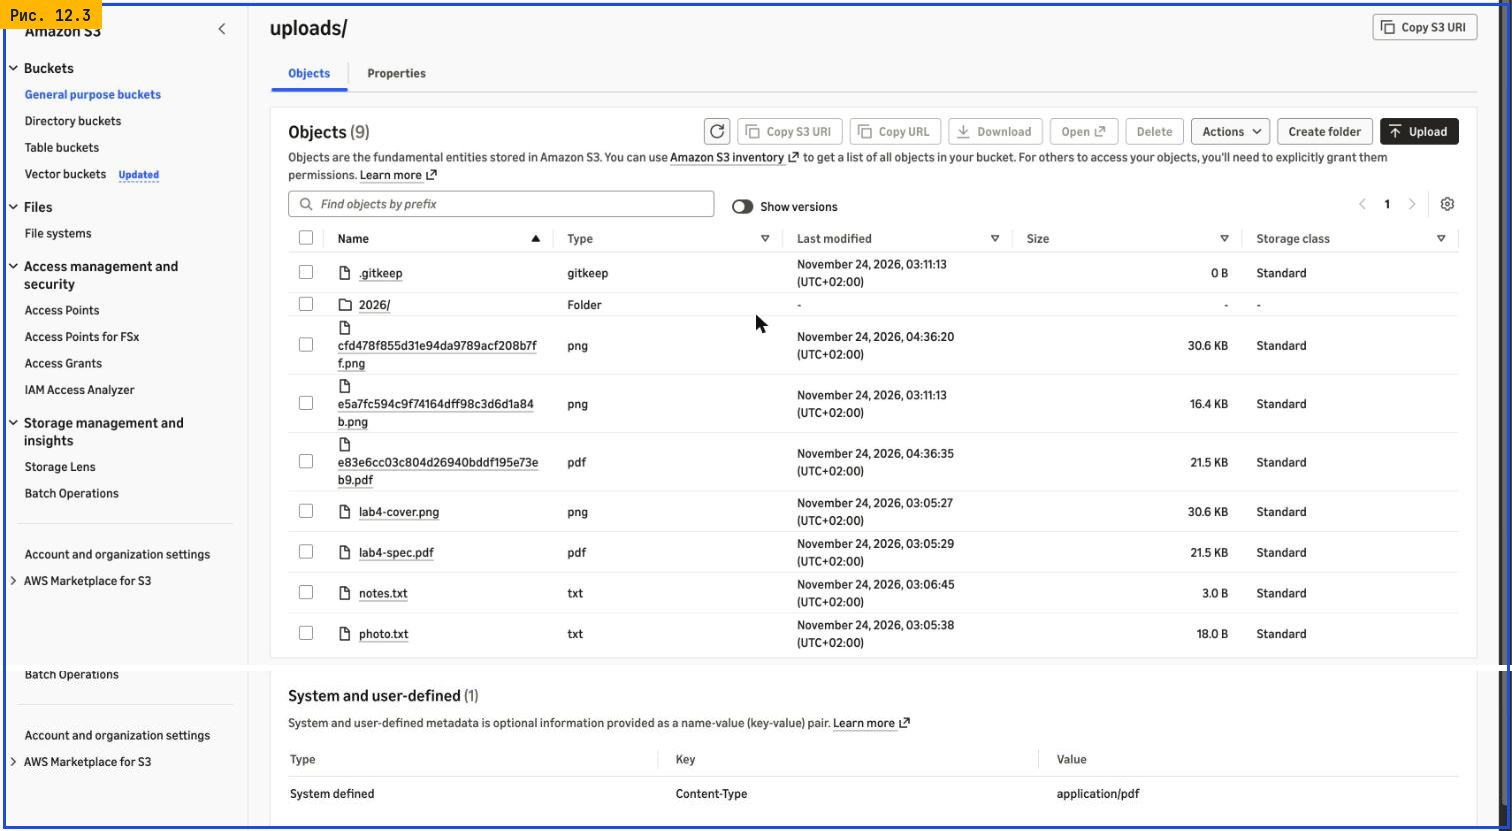 Рис. 12.3
Amazon S3
Buckets
General purpose buckets
Directory buckets
Table buckets
Vector buckets Updated
Files
File systems
Access management and
security
Access Points
Access Points for FSx
Access Grants
IAM Access Analyzer
Storage management and
insights
Storage Lens
Batch Operations
Account and organization settings
AWS Marketplace for S3
uploads/
Copy S3 URI
Objects Properties
Objects (9)
Copy S3 URI Copy URL Download Open Delete Actions Create folder Upload
Objects are the fundamental entities stored in Amazon S3. You can use Amazon S3 inventory to get a list of all objects in your bucket. For others to access your objects, you'll need to explicitly grant them
permissions. Learn more
Find objects by prefix Show versions 1
Name Type Last modified Size Storage class
.gitkeep gitkeep November 24, 2026, 03:11:13
(UTC+02:00) 0 B Standard
2026/ Folder - - -
cfd478f855d31e94da9789acf208b7f
f.png png November 24, 2026, 04:36:20
(UTC+02:00) 30.6 KB Standard
e5a7fc594c9f74164dff98c3d6d1a84
b.png png November 24, 2026, 03:11:13
(UTC+02:00) 16.4 KB Standard
e83e6cc03c804d26940bddf195e73e
b9.pdf pdf November 24, 2026, 04:36:35
(UTC+02:00) 21.5 KB Standard
lab4-cover.png png November 24, 2026, 03:05:27
(UTC+02:00) 30.6 KB Standard
lab4-spec.pdf pdf November 24, 2026, 03:05:29
(UTC+02:00) 21.5 KB Standard
notes.txt txt November 24, 2026, 03:06:45
(UTC+02:00) 3.0 B Standard
photo.txt txt November 24, 2026, 03:05:38
(UTC+02:00) 18.0 B Standard
Batch Operations
Account and organization settings
AWS Marketplace for S3
System and user-defined (1)
System and user-defined metadata is optional information provided as a name-value (key-value) pair. Learn more
Type Key Value
System defined Content-Type application/pdf